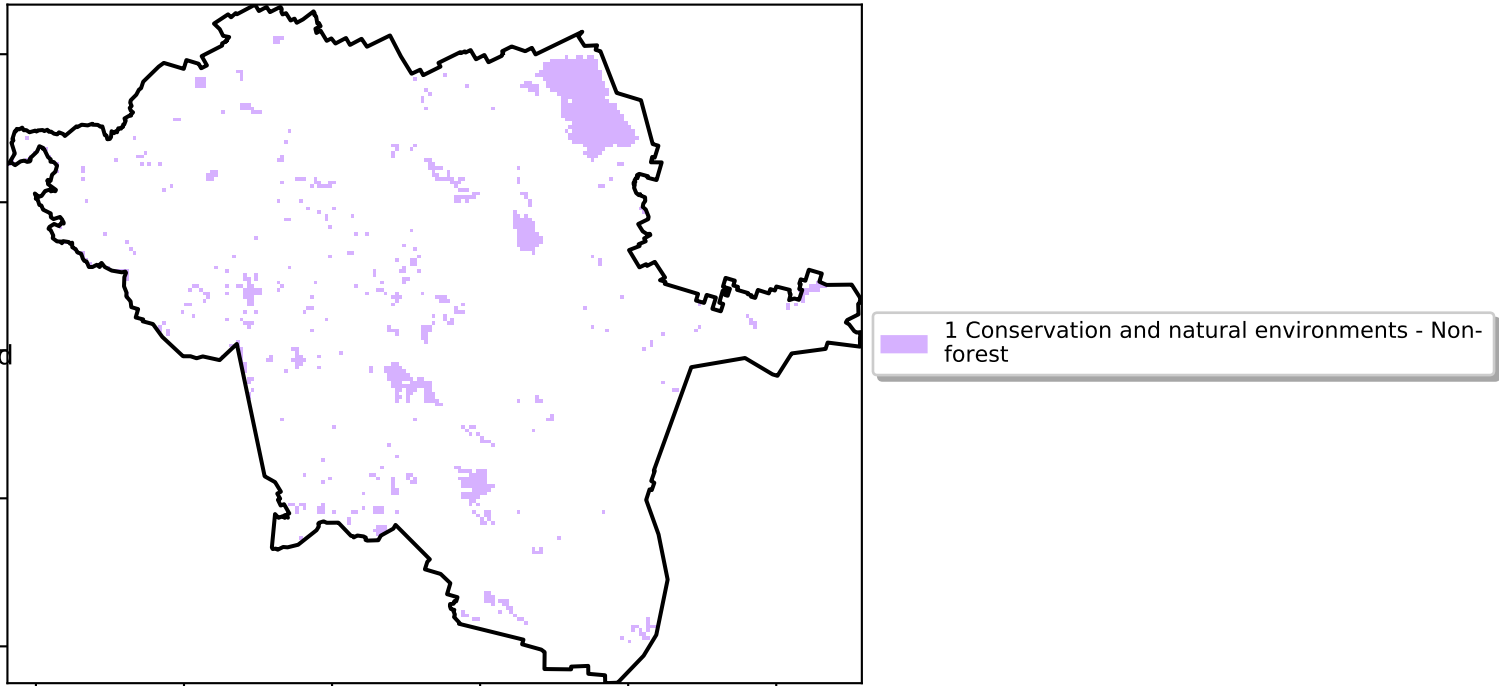 d
1 Conservation and natural environments - Non-
forest